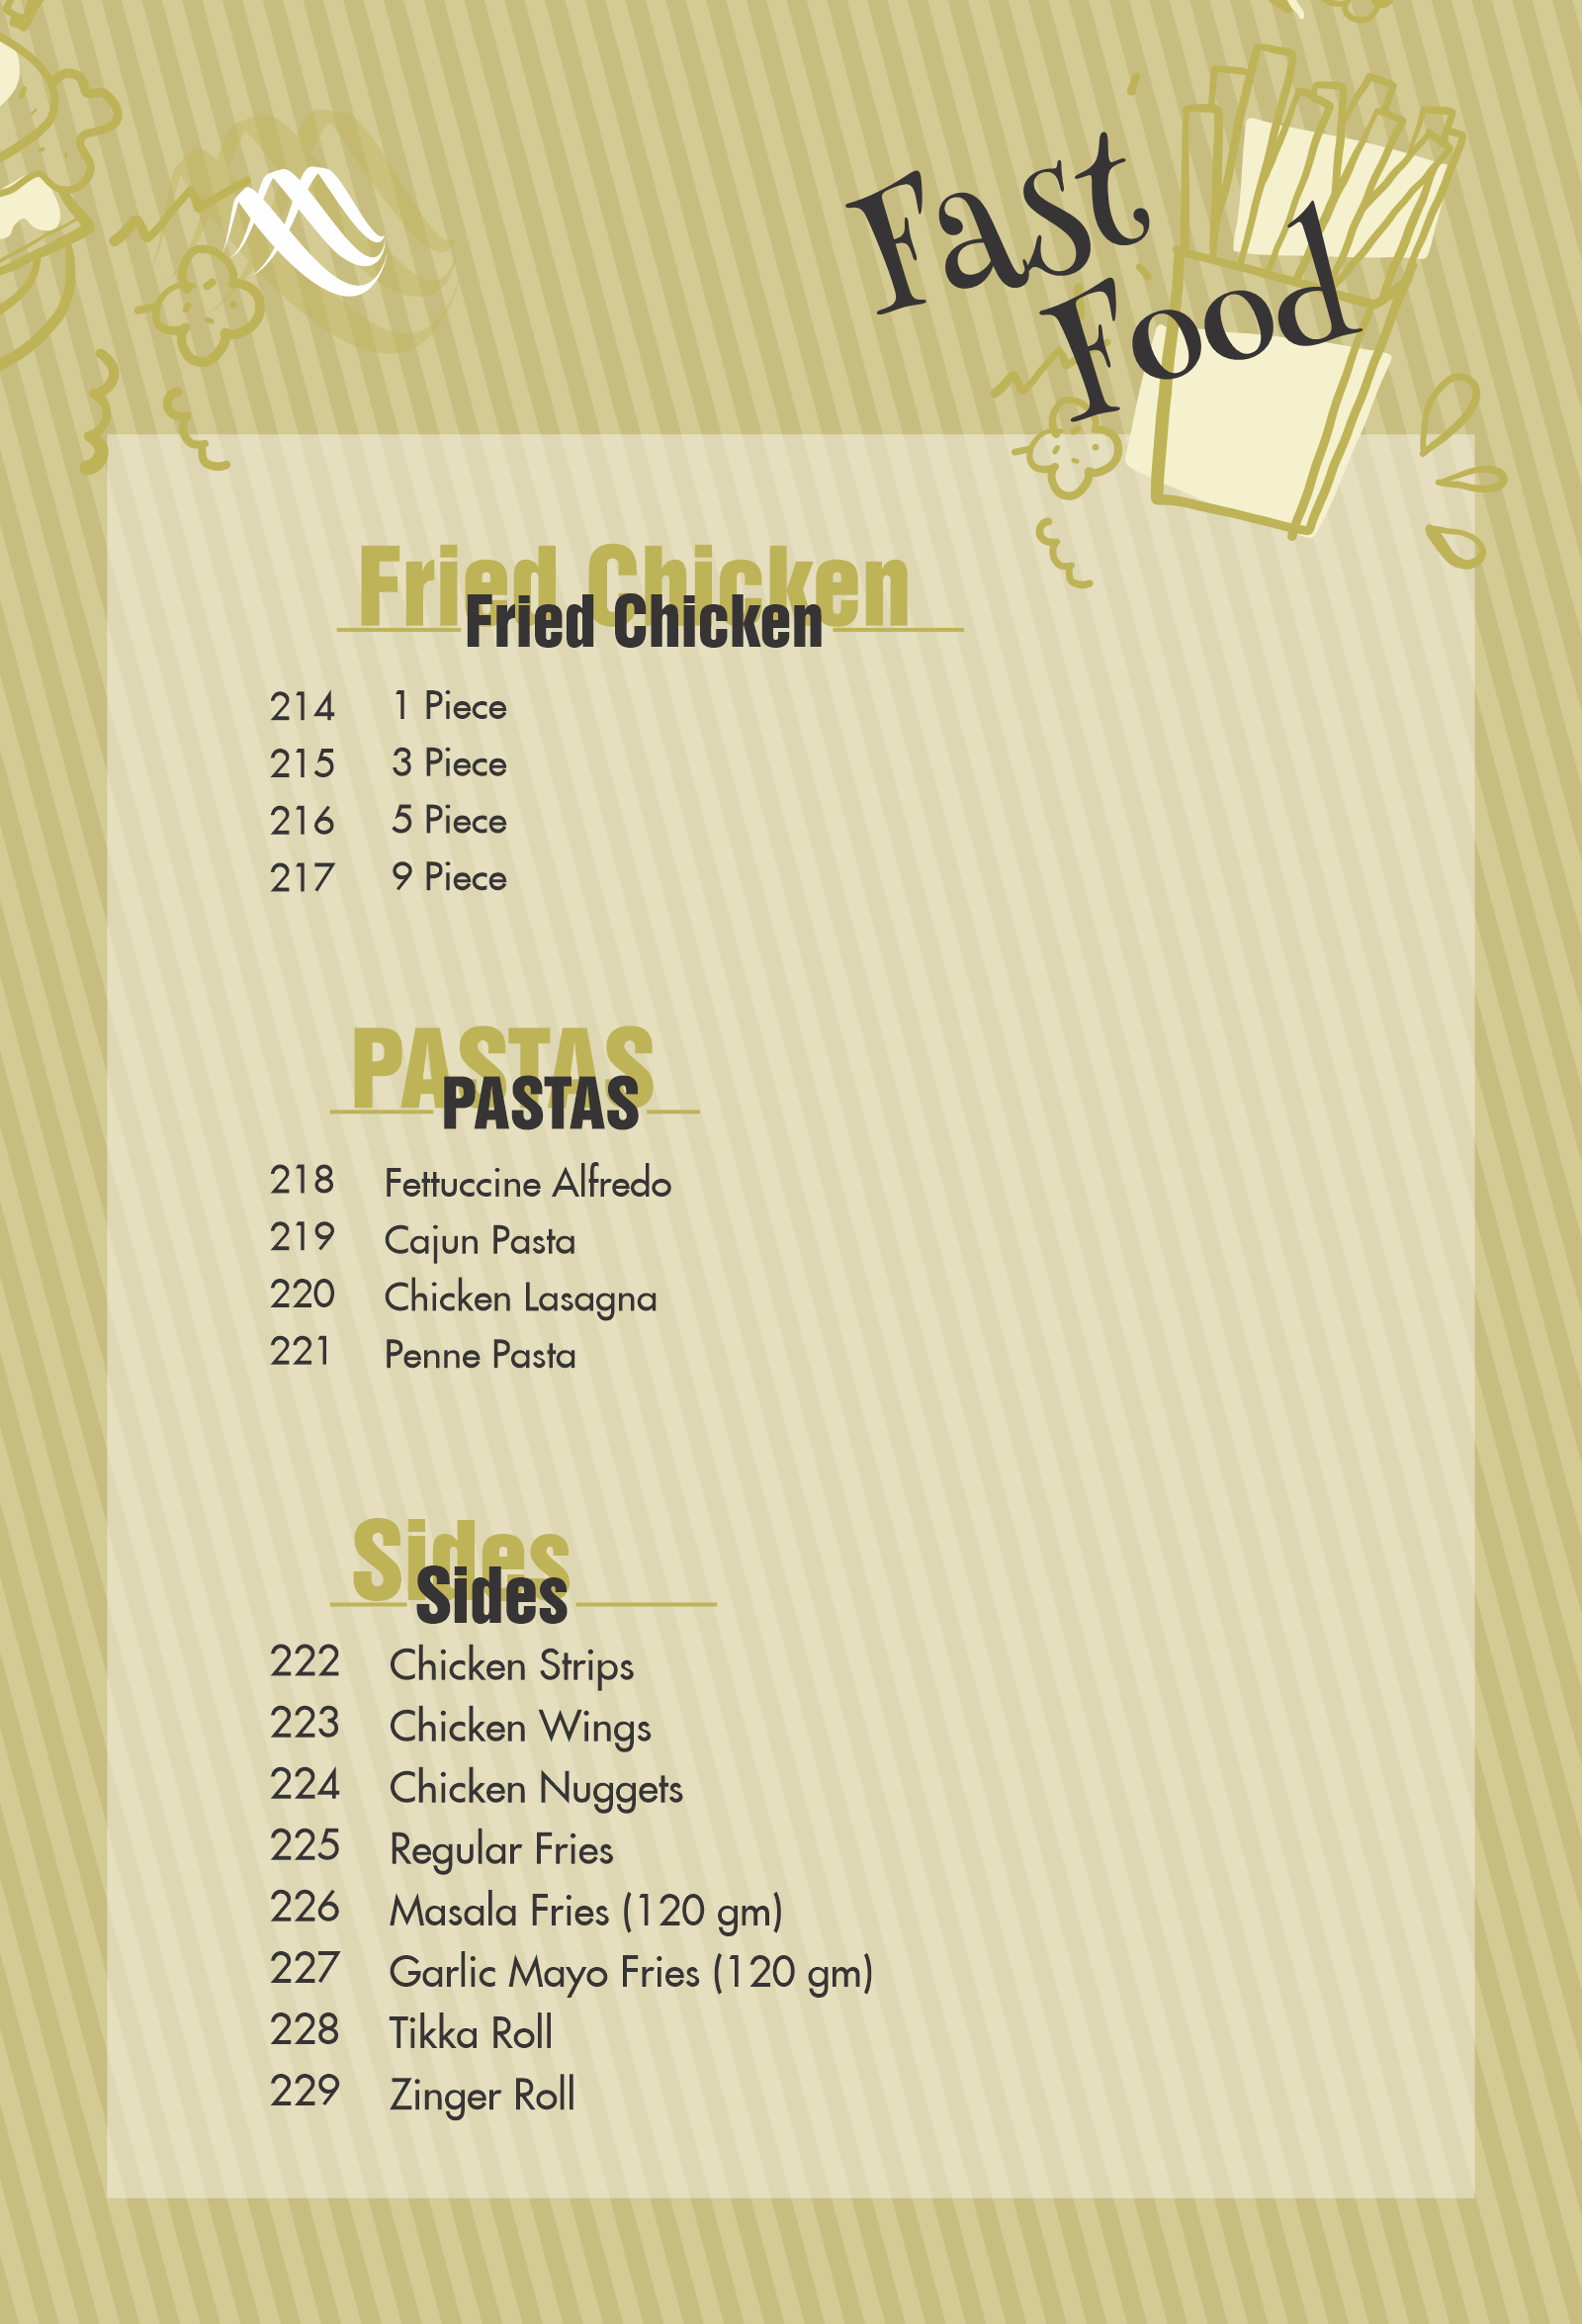 Fast
Food
Fried Chicken
Fried Chicken
214 1 Piece
215 3 Piece
216 5 Piece
217 9 Piece
PASTAS
PASTAS
218 Fettuccine Alfredo
219 Cajun Pasta
220 Chicken Lasagna
221 Penne Pasta
Sides
Sides
222 Chicken Strips
223 Chicken Wings
224 Chicken Nuggets
225 Regular Fries
226 Masala Fries (120 gm)
227 Garlic Mayo Fries (120 gm)
228 Tikka Roll
229 Zinger Roll